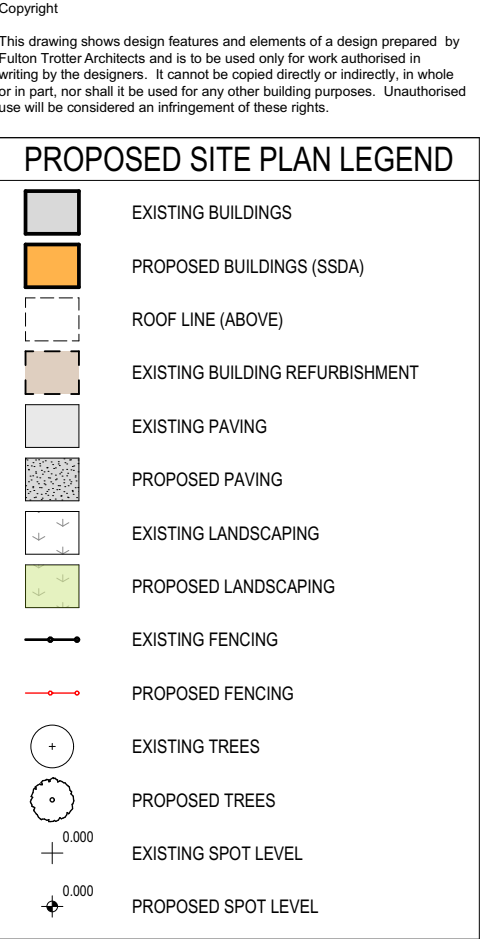 Copyright
This drawing shows design features and elements of a design prepared by
Fulton Trotter Architects and is to be used only for work authorised in
writing by the designers. It cannot be copied directly or indirectly, in whole
or in part, nor shall it be used for any other building purposes. Unauthorised
use will be considered an infringement of these rights.
PROPOSED SITE PLAN LEGEND
EXISTING BUILDINGS
PROPOSED BUILDINGS (SSDA)
ROOF LINE (ABOVE)
EXISTING BUILDING REFURBISHMENT
EXISTING PAVING
PROPOSED PAVING
EXISTING LANDSCAPING
PROPOSED LANDSCAPING
EXISTING FENCING
PROPOSED FENCING
EXISTING TREES
PROPOSED TREES
0.000
EXISTING SPOT LEVEL
0.000
PROPOSED SPOT LEVEL